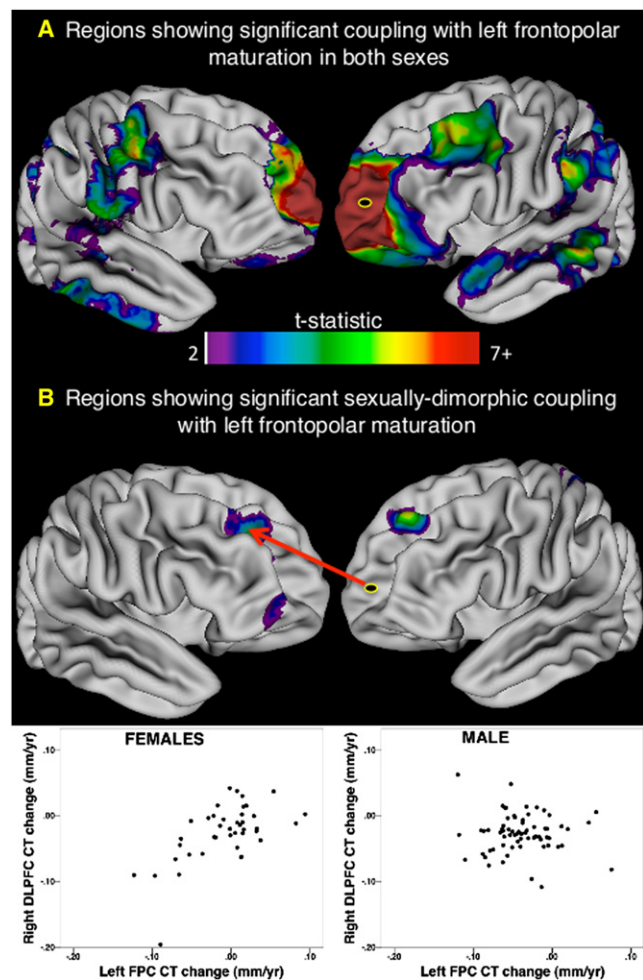 A Regions showing significant coupling with left frontopolar
maturation in both sexes
t-statistic
2 7+
B Regions showing significant sexually-dimorphic coupling
with left frontopolar maturation
FEMALES
Right DLPFC CT change (mm/yr)
.10
.00
-.10
-.20
-.20 -.10 .00 .10
Left FPC CT change (mm/yr)
MALE
Right DLPFC CT change (mm/yr)
.10
.00
-.10
-.20
-.20 -.10 .00 .10
Left FPC CT change (mm/yr)